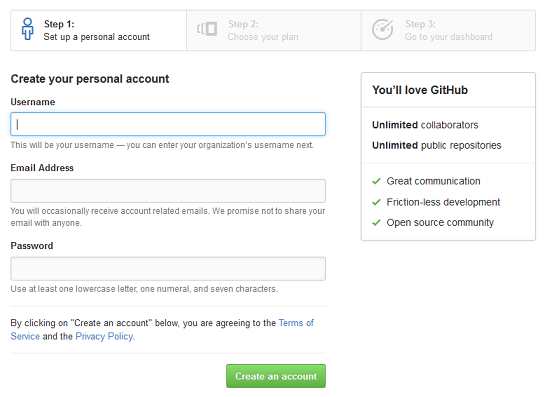 Step 1:
Set up a personal account
Step 2:
Choose your plan
Step 3:
Go to your dashboard
Create your personal account
Username
This will be your username — you can enter your organization's username next.
Email Address
You will occasionally receive account related emails. We promise not to share your
email with anyone.
Password
Use at least one lowercase letter, one numeral, and seven characters.
By clicking on "Create an account" below, you are agreeing to the Terms of
Service and the Privacy Policy.
Create an account
You'll love GitHub
Unlimited collaborators
Unlimited public repositories
Great communication
Friction-less development
Open source community